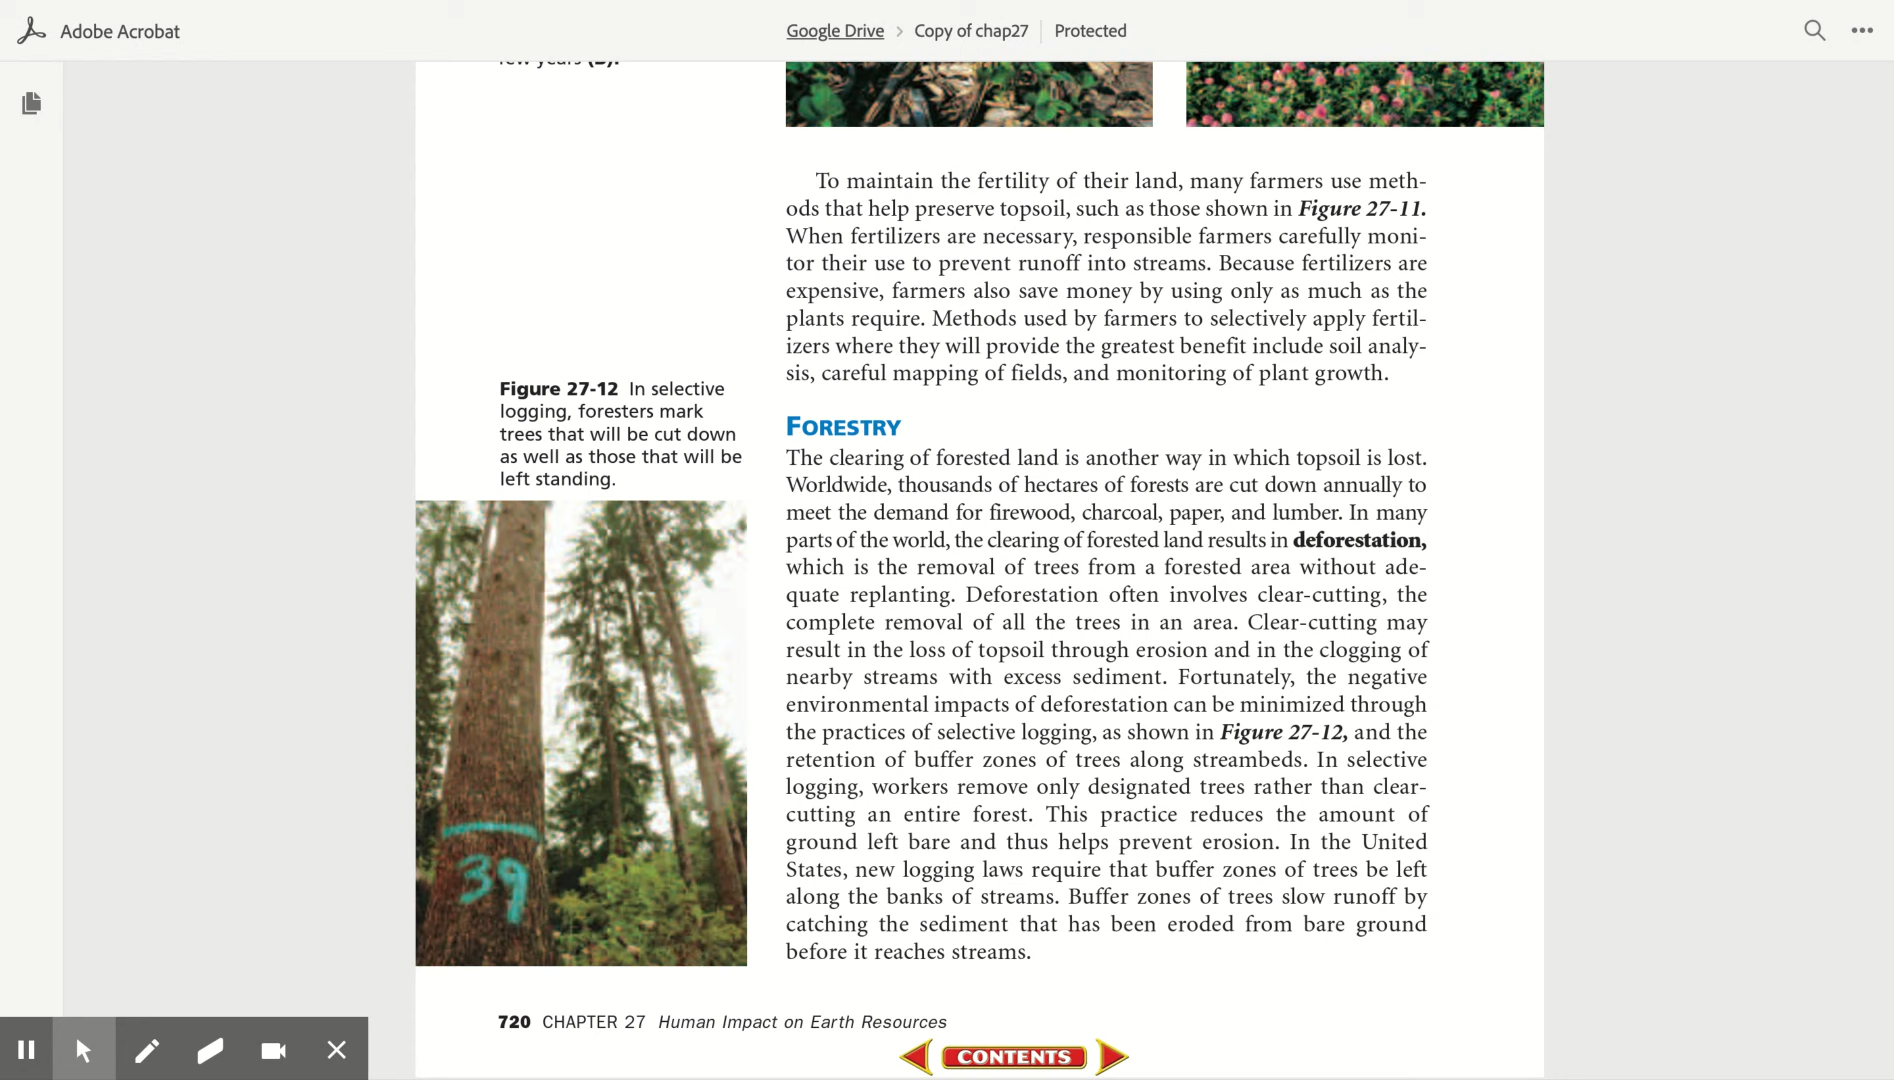 Adobe Acrobat
Google Drive > Copy of chap27 | Protected
few years (B).
To maintain the fertility of their land, many farmers use meth-
ods that help preserve topsoil, such as those shown in Figure 27-11.
When fertilizers are necessary, responsible farmers carefully moni-
tor their use to prevent runoff into streams. Because fertilizers are
expensive, farmers also save money by using only as much as the
plants require. Methods used by farmers to selectively apply fertil-
izers where they will provide the greatest benefit include soil analy-
sis, careful mapping of fields, and monitoring of plant growth.
Figure 27-12 In selective
logging, foresters mark
trees that will be cut down
as well as those that will be
left standing.
39
FORESTRY
The clearing of forested land is another way in which topsoil is lost.
Worldwide, thousands of hectares of forests are cut down annually to
meet the demand for firewood, charcoal, paper, and lumber. In many
parts of the world, the clearing of forested land results in deforestation,
which is the removal of trees from a forested area without ade-
quate replanting. Deforestation often involves clear-cutting, the
complete removal of all the trees in an area. Clear-cutting may
result in the loss of topsoil through erosion and in the clogging of
nearby streams with excess sediment. Fortunately, the negative
environmental impacts of deforestation can be minimized through
the practices of selective logging, as shown in Figure 27-12, and the
retention of buffer zones of trees along streambeds. In selective
logging, workers remove only designated trees rather than clear-
cutting an entire forest. This practice reduces the amount of
ground left bare and thus helps prevent erosion. In the United
States, new logging laws require that buffer zones of trees be left
along the banks of streams. Buffer zones of trees slow runoff by
catching the sediment that has been eroded from bare ground
before it reaches streams.
720 CHAPTER 27 Human Impact on Earth Resources
CONTENTS